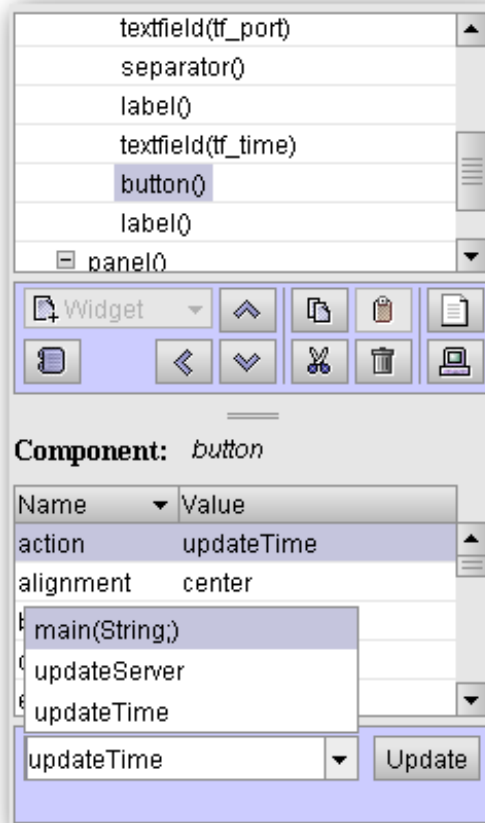 textfield(tf_port)
separator()
label()
textfield(tf_time)
button()
label()
panel()
Widget
Component: button
Name Value
action updateTime
alignment center
main(String;)
updateServer
updateTime
updateTime Update